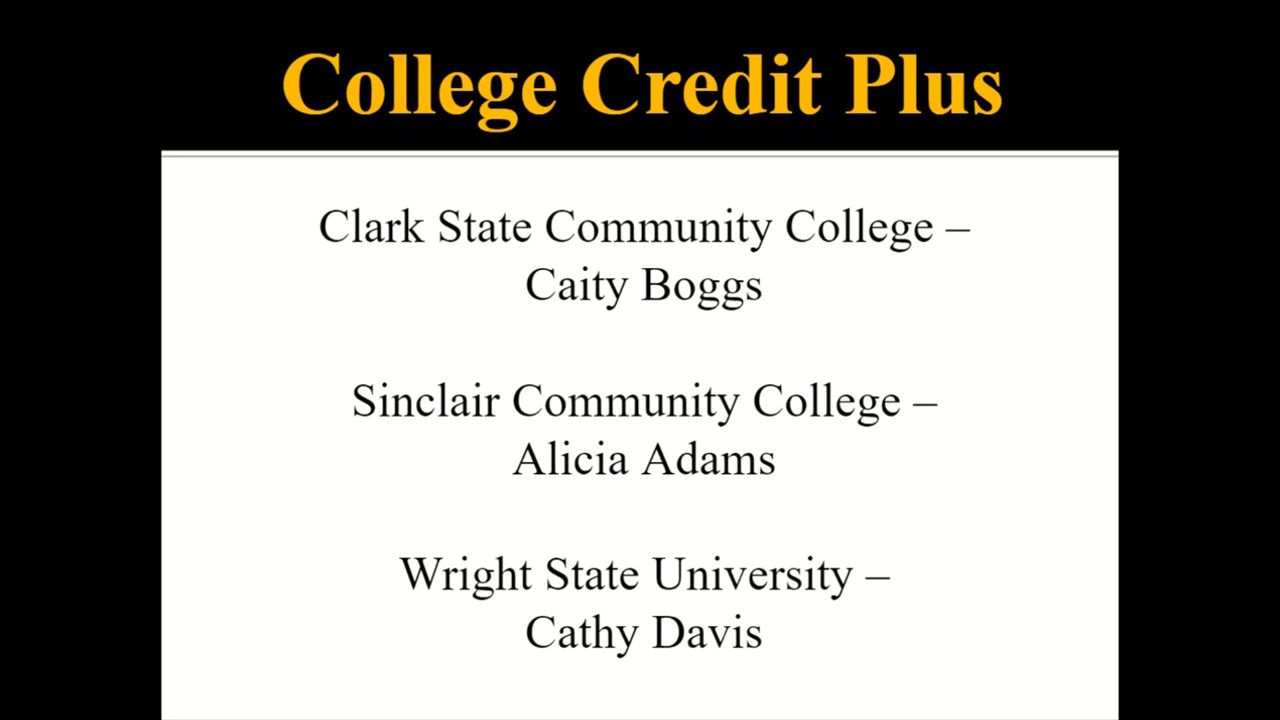 College Credit Plus
Clark State Community College –
Caity Boggs
Sinclair Community College –
Alicia Adams
Wright State University –
Cathy Davis